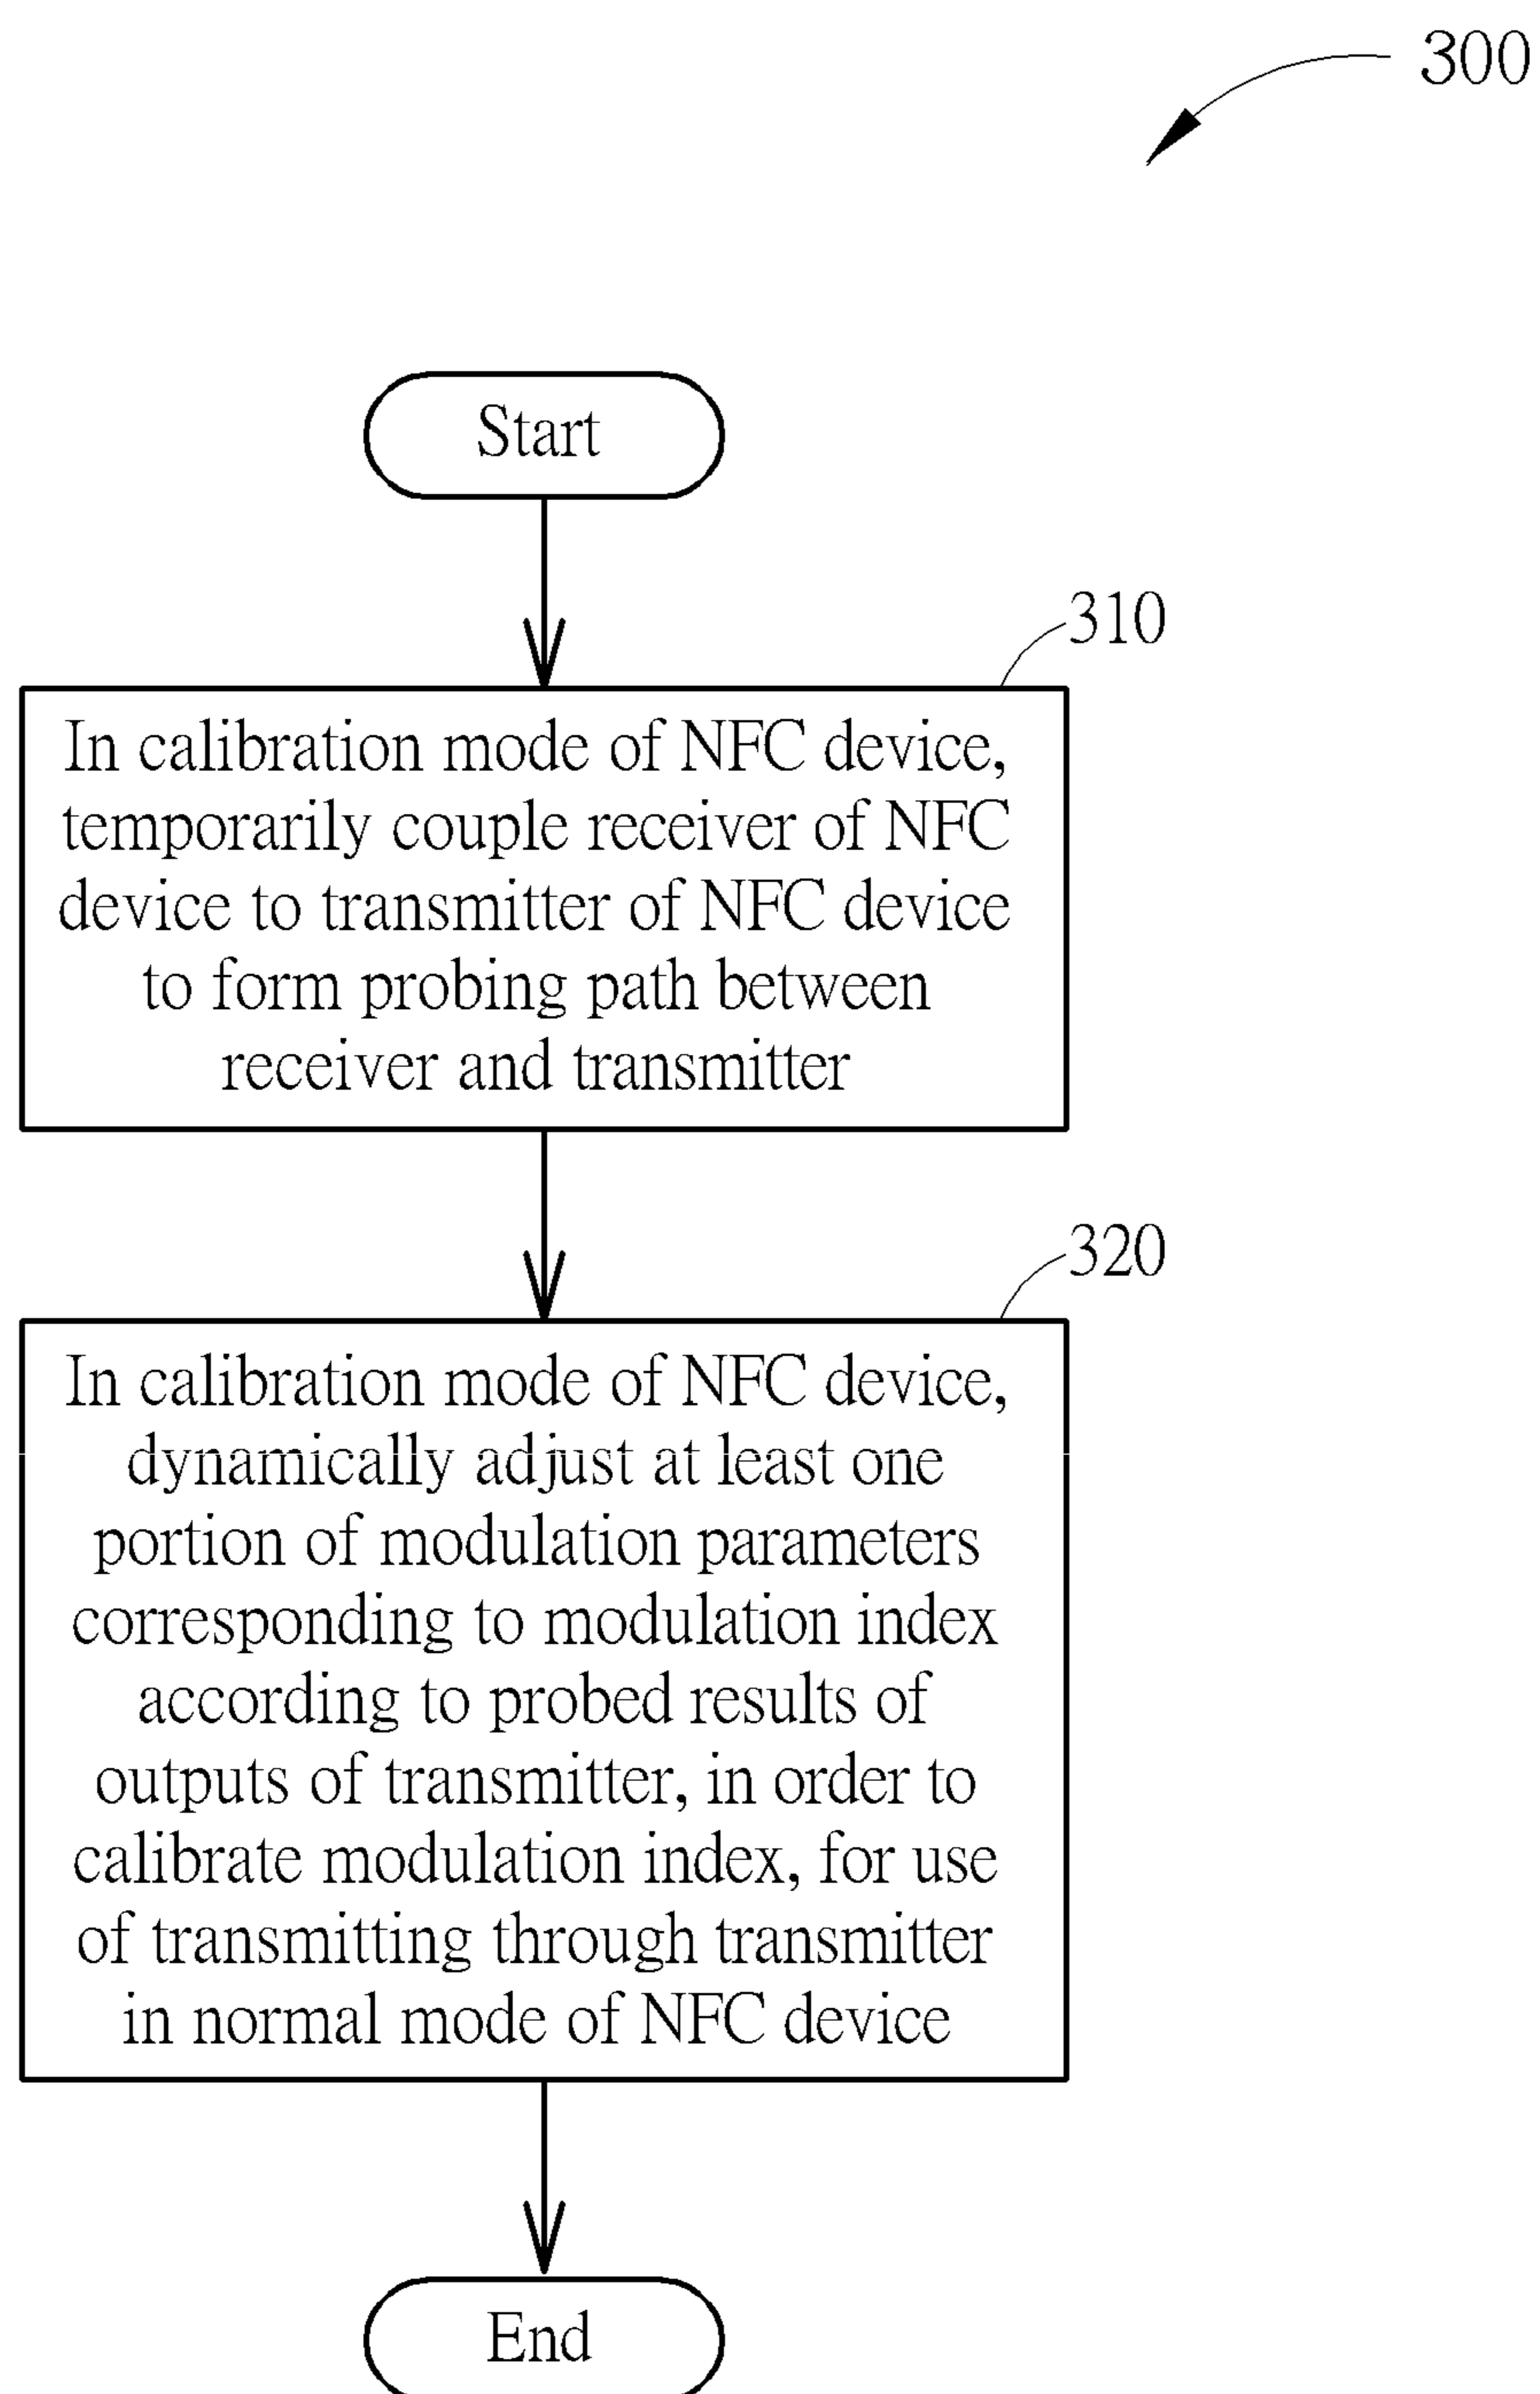 300
Start
310
In calibration mode of NFC device,
temporarily couple receiver of NFC
device to transmitter of NFC device
to form probing path between
receiver and transmitter
320
In calibration mode of NFC device,
dynamically adjust at least one
portion of modulation parameters
corresponding to modulation index
according to probed results of
outputs of transmitter, in order to
calibrate modulation index, for use
of transmitting through transmitter
in normal mode of NFC device
End